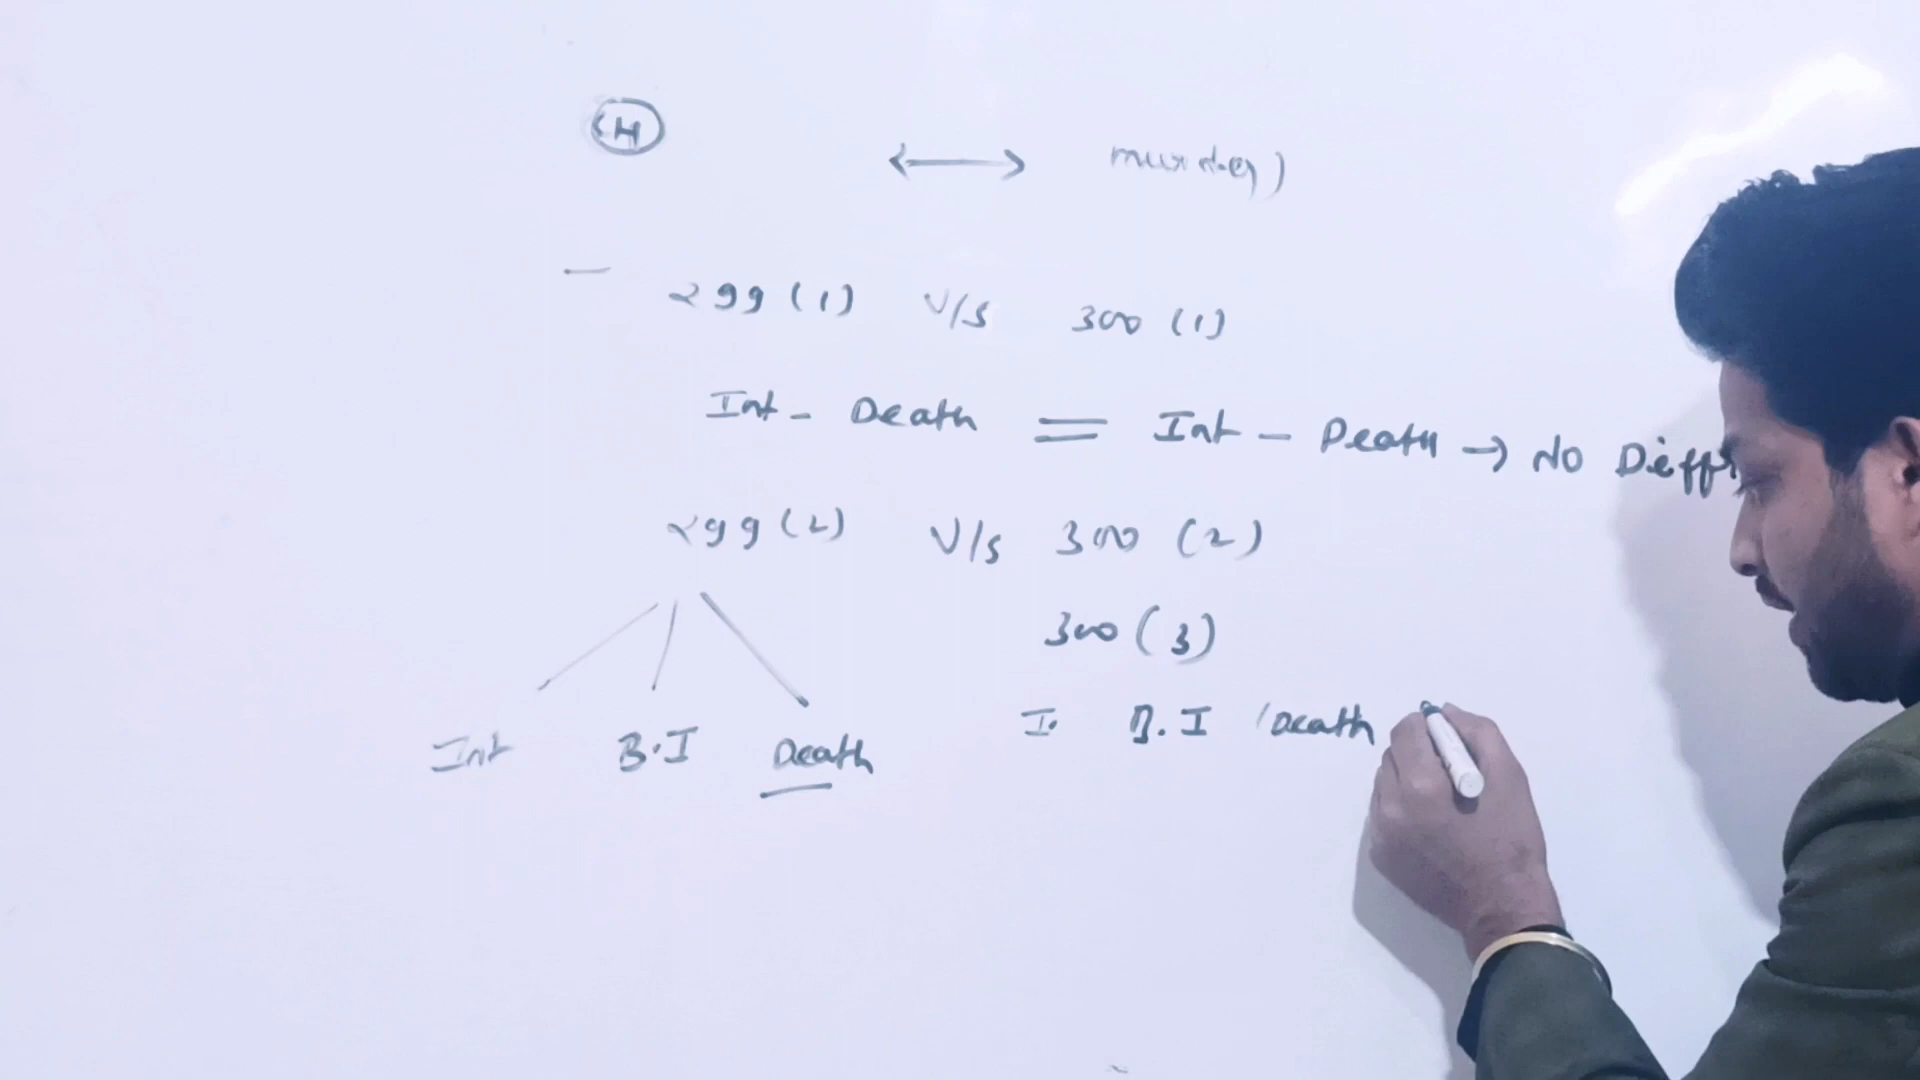 CH ↔ murder)
— 299 (1) V/s 300 (1)
Int - Death = Int - Death → No Diff
299 (2) V/s 300 (2)
300 (3)
Int B.I Death
I. B.I / Death